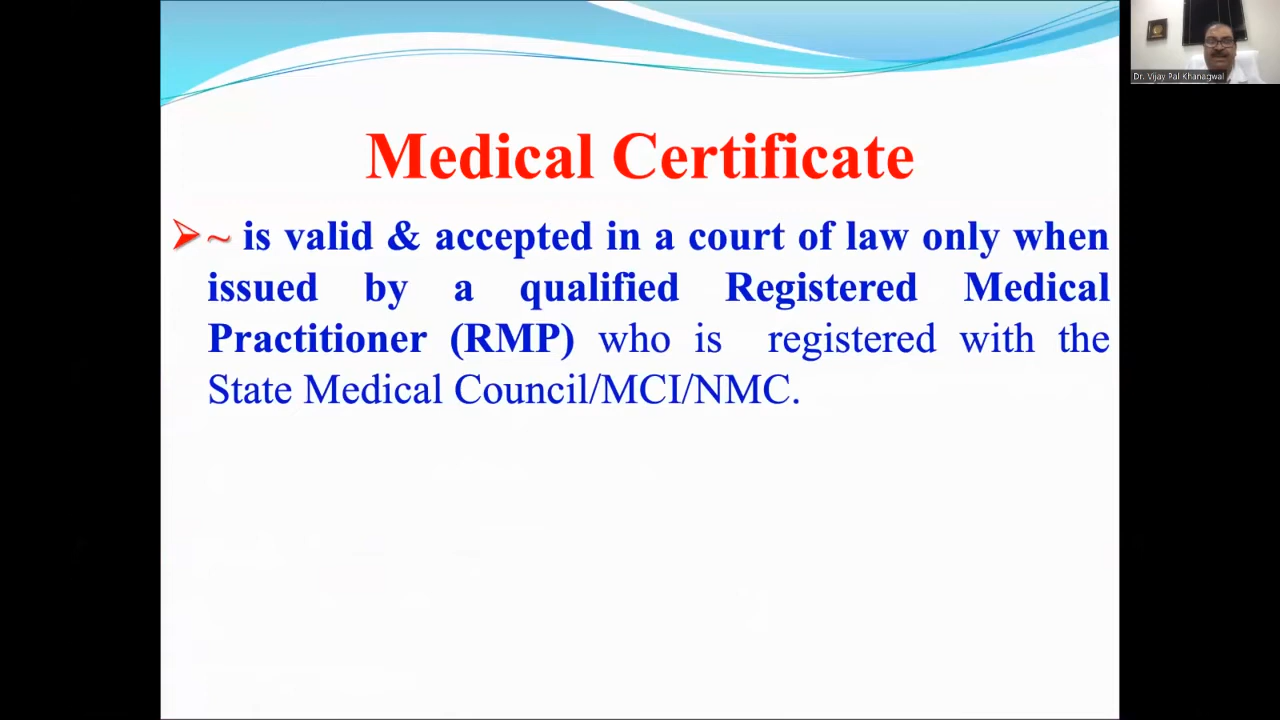 Medical Certificate
~ is valid & accepted in a court of law only when
issued by a qualified Registered Medical
Practitioner (RMP) who is registered with the
State Medical Council/MCI/NMC.
Dr. Vijay Pal Khanagwal